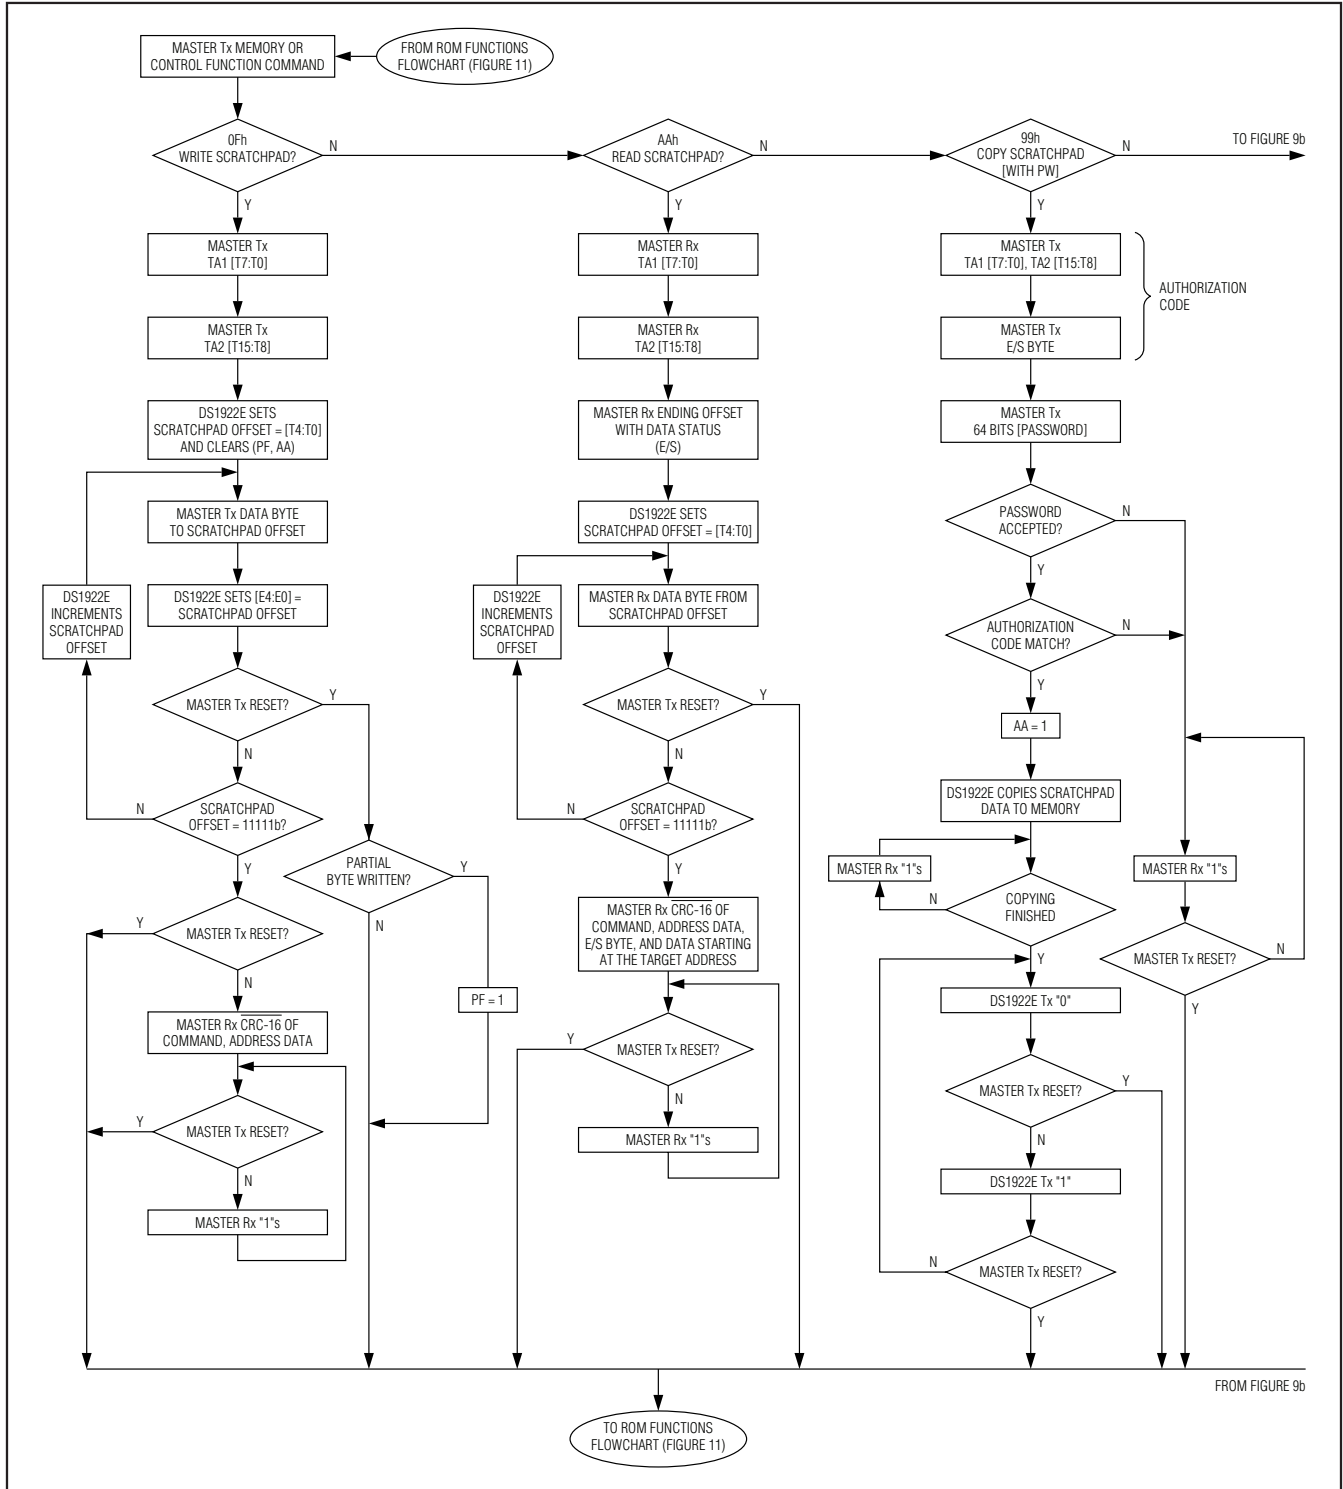 MASTER Tx MEMORY OR
CONTROL FUNCTION COMMAND
FROM ROM FUNCTIONS
FLOWCHART (FIGURE 11)
0Fh
WRITE SCRATCHPAD?
N
Y
AAh
READ SCRATCHPAD?
N
Y
99h
COPY SCRATCHPAD
[WITH PW]
N
Y
TO FIGURE 9b
MASTER Tx
TA1 [T7:T0]
MASTER Tx
TA2 [T15:T8]
DS1922E SETS
SCRATCHPAD OFFSET = [T4:T0]
AND CLEARS (PF, AA)
MASTER Tx DATA BYTE
TO SCRATCHPAD OFFSET
DS1922E
INCREMENTS
SCRATCHPAD
OFFSET
DS1922E SETS [E4:E0] =
SCRATCHPAD OFFSET
MASTER Tx RESET?
Y
N
SCRATCHPAD
OFFSET = 11111b?
N
Y
PARTIAL
BYTE WRITTEN?
Y
N
PF = 1
MASTER Tx RESET?
Y
N
MASTER Rx CRC-16 OF
COMMAND, ADDRESS DATA
MASTER Tx RESET?
Y
N
MASTER Rx "1"s
MASTER Rx
TA1 [T7:T0]
MASTER Rx
TA2 [T15:T8]
MASTER Rx ENDING OFFSET
WITH DATA STATUS
(E/S)
DS1922E SETS
SCRATCHPAD OFFSET = [T4:T0]
DS1922E
INCREMENTS
SCRATCHPAD
OFFSET
MASTER Rx DATA BYTE FROM
SCRATCHPAD OFFSET
MASTER Tx RESET?
Y
N
SCRATCHPAD
OFFSET = 11111b?
N
Y
MASTER Rx CRC-16 OF
COMMAND, ADDRESS DATA,
E/S BYTE, AND DATA STARTING
AT THE TARGET ADDRESS
MASTER Tx RESET?
Y
N
MASTER Rx "1"s
MASTER Tx
TA1 [T7:T0], TA2 [T15:T8]
MASTER Tx
E/S BYTE
AUTHORIZATION
CODE
MASTER Tx
64 BITS [PASSWORD]
PASSWORD
ACCEPTED?
N
Y
AUTHORIZATION
CODE MATCH?
N
Y
AA = 1
DS1922E COPIES SCRATCHPAD
DATA TO MEMORY
MASTER Rx "1"s
COPYING
FINISHED
N
Y
MASTER Rx "1"s
MASTER Tx RESET?
N
Y
DS1922E Tx "0"
MASTER Tx RESET?
Y
N
DS1922E Tx "1"
MASTER Tx RESET?
N
Y
FROM FIGURE 9b
TO ROM FUNCTIONS
FLOWCHART (FIGURE 11)